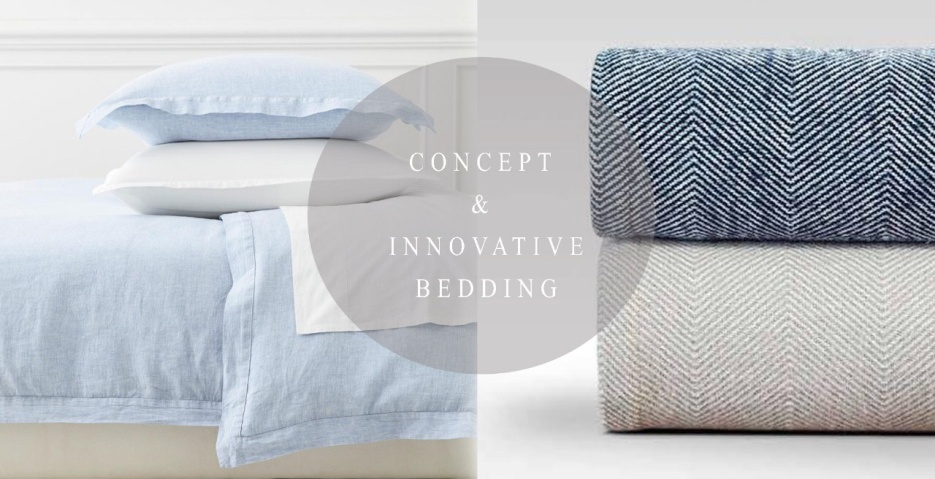 CONCEPT
&
INNOVATIVE
BEDDING